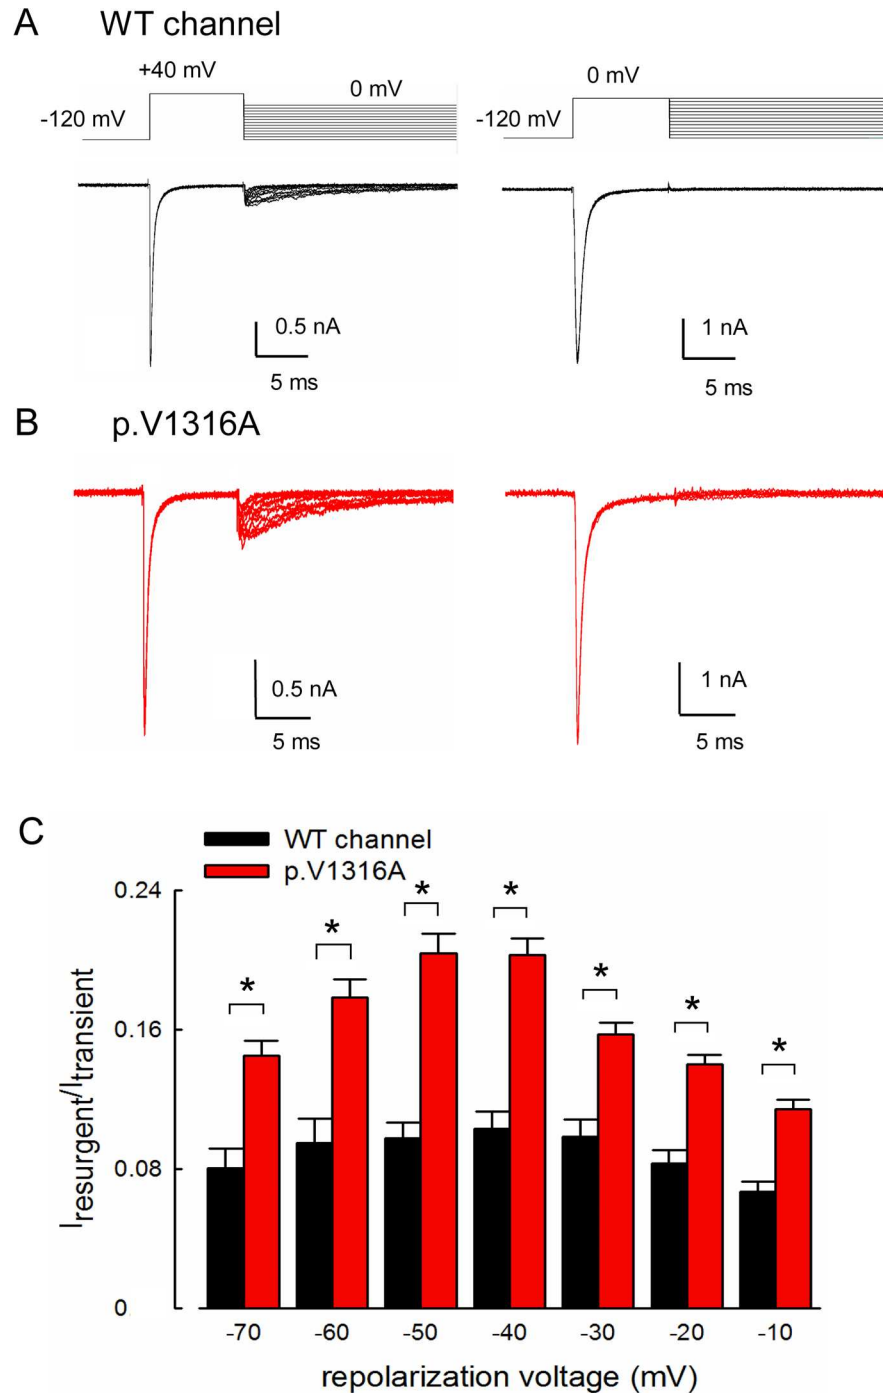 A WT channel
+40 mV
0 mV
0 mV
-120 mV
-120 mV
0.5 nA
1 nA
5 ms
5 ms
B p.V1316A
0.5 nA
1 nA
5 ms
5 ms
C
WT channel
p.V1316A
0.24
0.16
0.08
0
* * * * * * *
Iresurgent/Itransient
-70 -60 -50 -40 -30 -20 -10
repolarization voltage (mV)